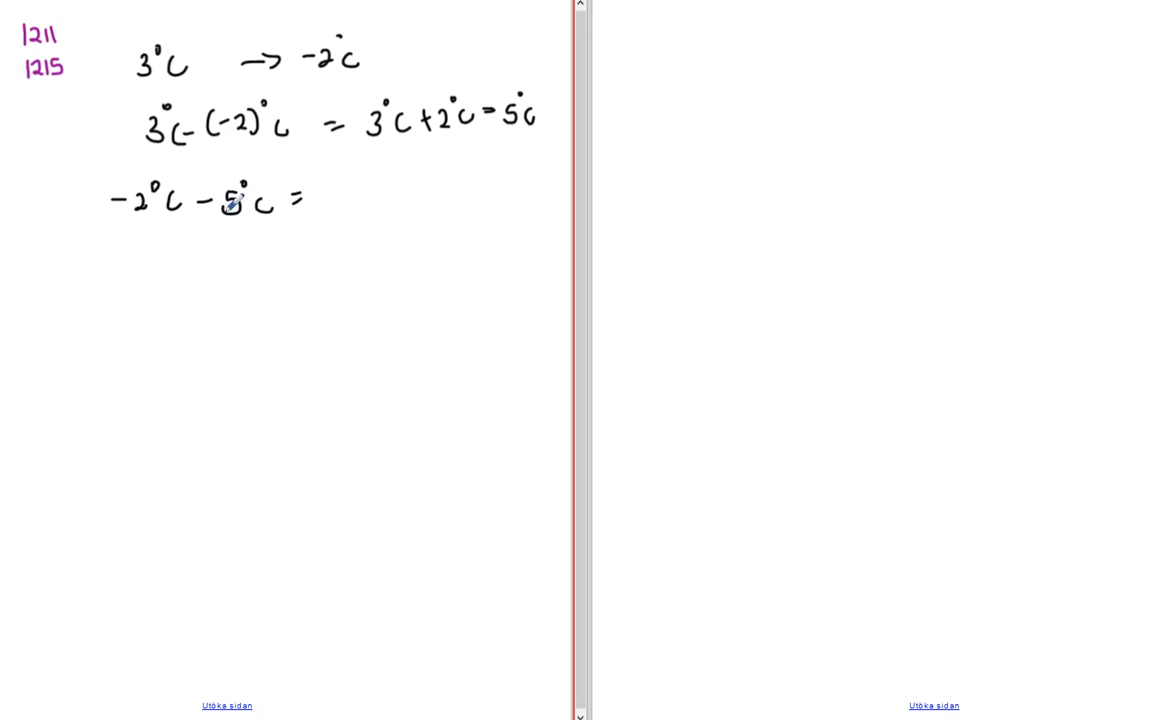 1211
1215
3°C → -2°C
3°C - (-2)°C = 3°C + 2°C = 5°C
-2°C - 5°C =
Utöka sidan
Utöka sidan